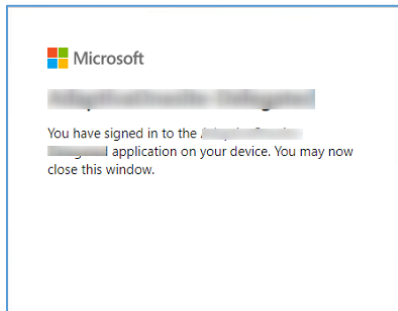 Microsoft
You have signed in to the
application on your device. You may now
close this window.